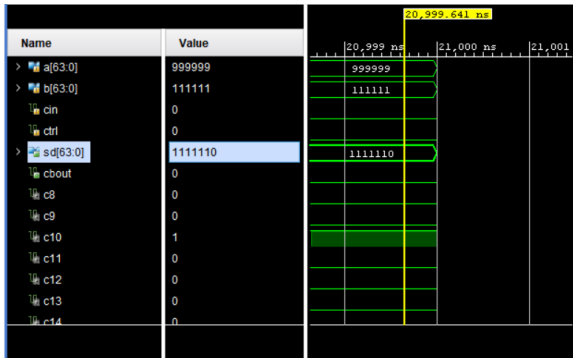 20,999.641 ns
Name Value
20,999 ns 21,000 ns 21,001
a[63:0] 999999 999999
b[63:0] 111111 111111
cin 0
ctrl 0
sd[63:0] 1111110 1111110
cbout 0
c8 0
c9 0
c10 1
c11 0
c12 0
c13 0
c14 0